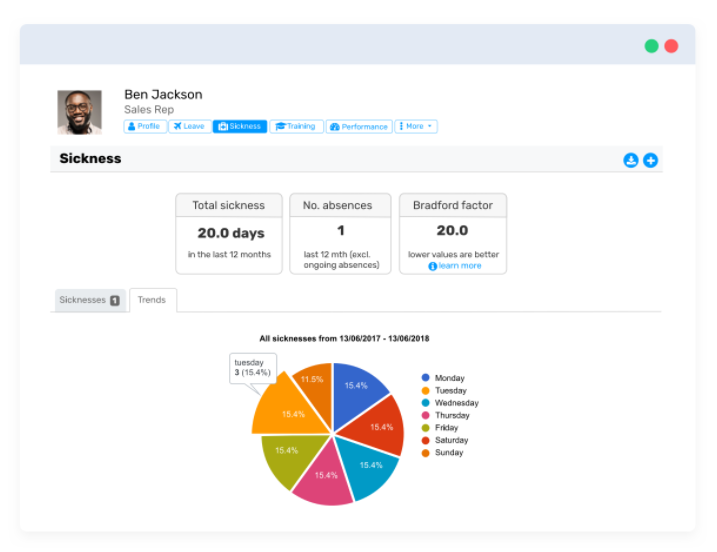 Ben Jackson
Sales Rep
Profile Leave Sickness Training Performance More
Sickness
Total sickness
20.0 days
in the last 12 months
No. absences
1
last 12 mth (excl.
ongoing absences)
Bradford factor
20.0
lower values are better
learn more
Sicknesses 1 Trends
All sicknesses from 13/06/2017 - 13/06/2018
tuesday
3 (15.4%)
11.5%
15.4%
15.4%
15.4%
15.4%
15.4%
15.4%
Monday
Tuesday
Wednesday
Thursday
Friday
Saturday
Sunday